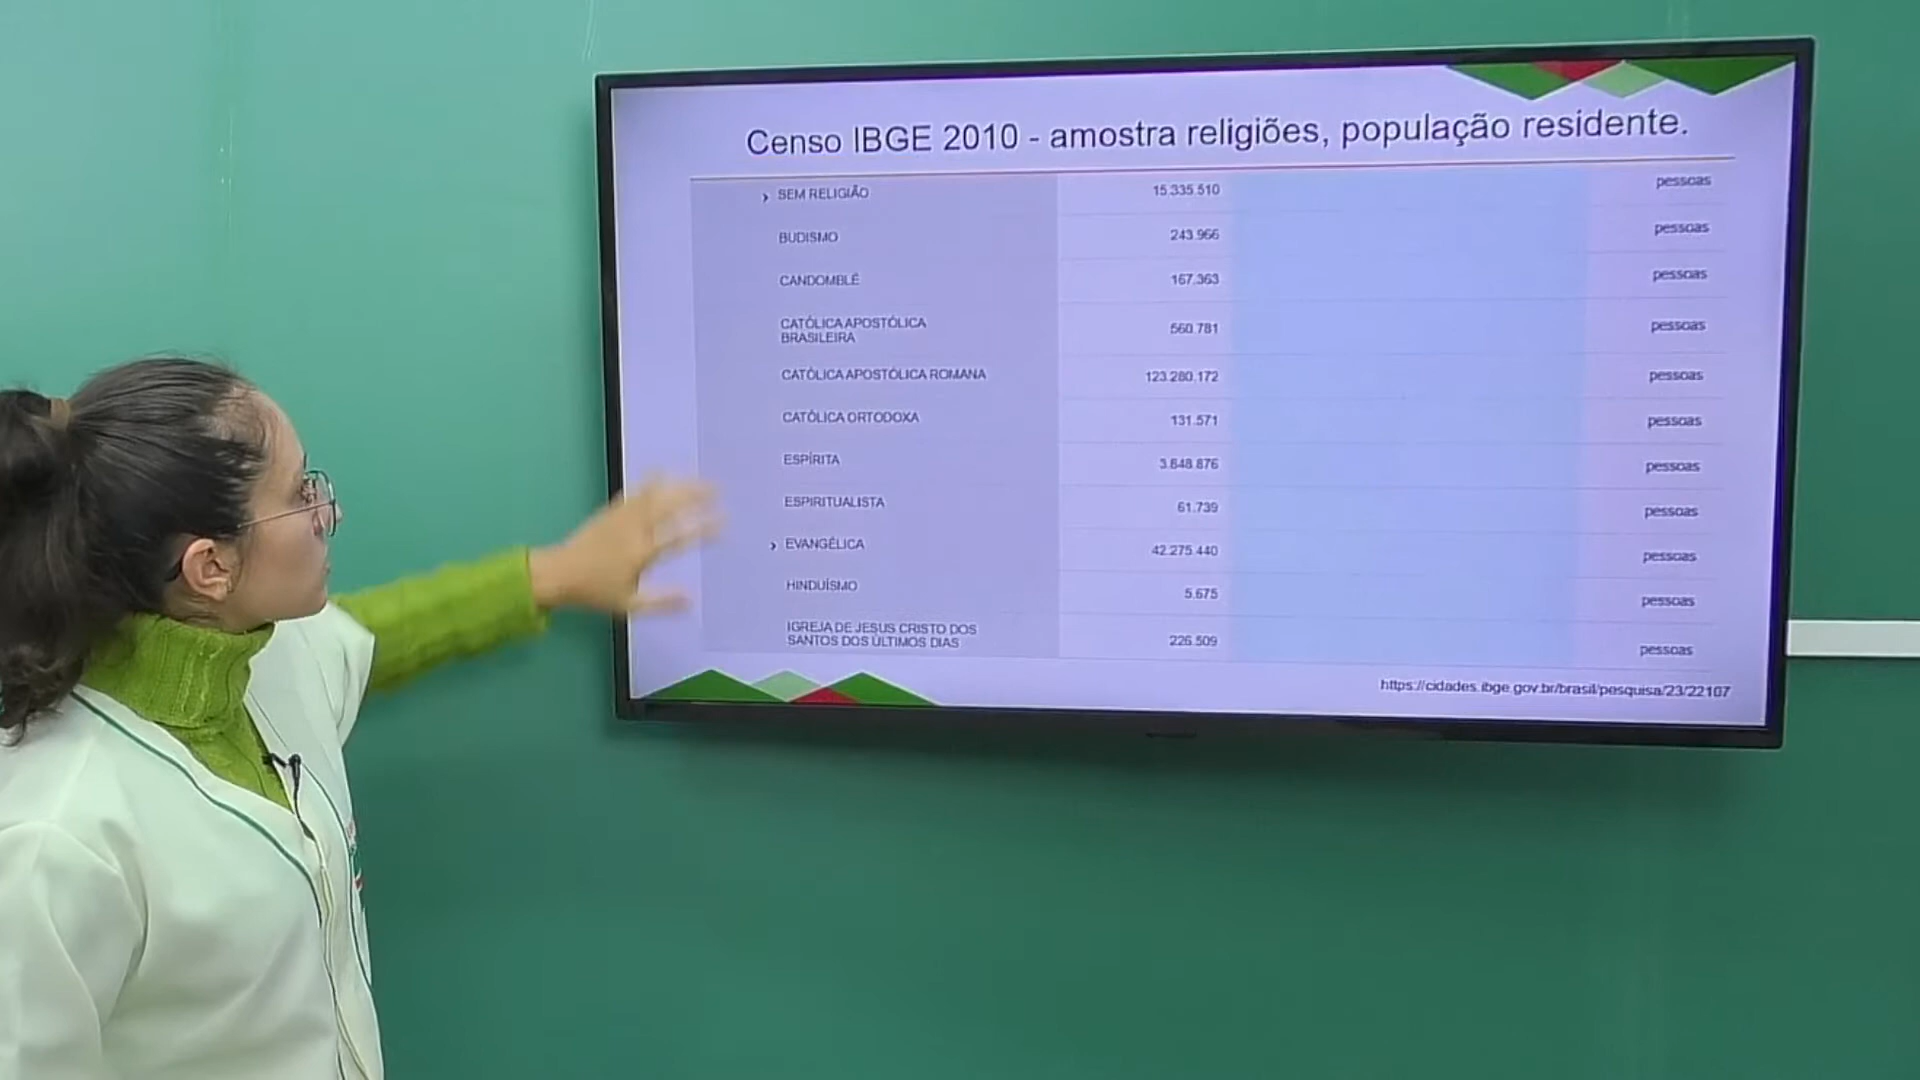 Censo IBGE 2010 - amostra religiões, população residente.
SEM RELIGIÃO 15.335.510 pessoas
BUDISMO 243.966 pessoas
CANDOMBLÉ 167.363 pessoas
CATÓLICA APOSTÓLICA
BRASILEIRA 560.781 pessoas
CATÓLICA APOSTÓLICA ROMANA 123.280.172 pessoas
CATÓLICA ORTODOXA 131.571 pessoas
ESPÍRITA 3.848.876 pessoas
ESPIRITUALISTA 61.739 pessoas
EVANGÉLICA 42.275.440 pessoas
HINDUÍSMO 5.675 pessoas
IGREJA DE JESUS CRISTO DOS
SANTOS DOS ÚLTIMOS DIAS 226.509 pessoas
https://cidades.ibge.gov.br/brasil/pesquisa/23/22107